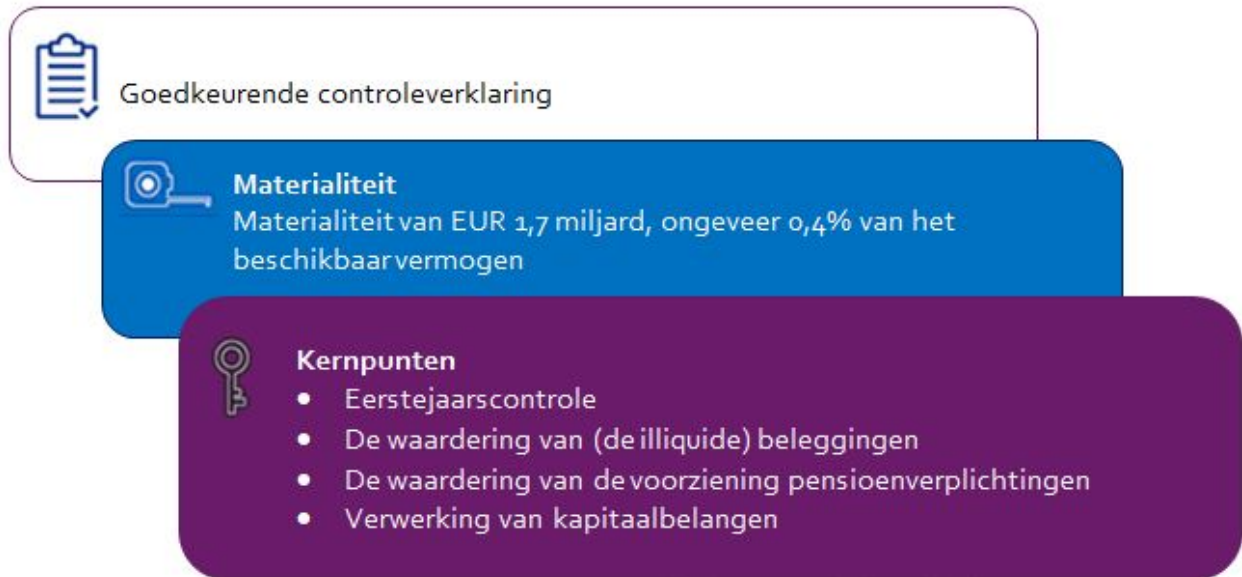 Goedkeurende controleverklaring
Materialiteit
Materialiteit van EUR 1,7 miljard, ongeveer 0,4% van het
beschikbaar vermogen
Kernpunten
• Eerstejaarscontrole
• De waardering van (de illiquide) beleggingen
• De waardering van de voorziening pensioenverplichtingen
• Verwerking van kapitaalbelangen